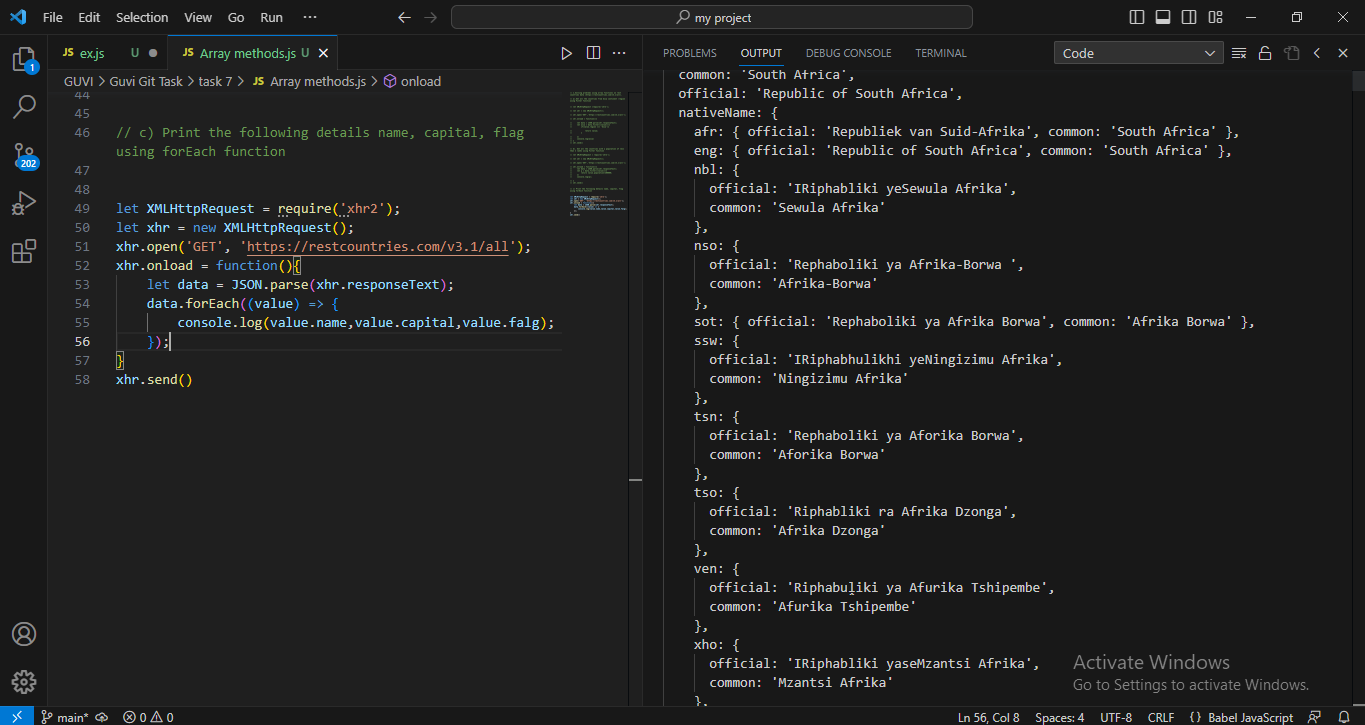 File Edit Selection View Go Run ···
my project
JS ex.js U
JS Array methods.js U
PROBLEMS OUTPUT DEBUG CONSOLE TERMINAL
Code
GUVI > Guvi Git Task > task 7 > JS Array methods.js > onload
1
202
44
45
46 // c) Print the following details name, capital, flag
using forEach function
47
48
49 let XMLHttpRequest = require('xhr2');
50 let xhr = new XMLHttpRequest();
51 xhr.open('GET', 'https://restcountries.com/v3.1/all');
52 xhr.onload = function(){
53 let data = JSON.parse(xhr.responseText);
54 data.forEach((value) => {
55 console.log(value.name,value.capital,value.falg);
56 });
57 }
58 xhr.send()
common: 'South Africa',
official: 'Republic of South Africa',
nativeName: {
afr: { official: 'Republiek van Suid-Afrika', common: 'South Africa' },
eng: { official: 'Republic of South Africa', common: 'South Africa' },
nbl: {
official: 'IRiphabliki yeSewula Afrika',
common: 'Sewula Afrika'
},
nso: {
official: 'Rephaboliki ya Afrika-Borwa ',
common: 'Afrika-Borwa'
},
sot: { official: 'Rephaboliki ya Afrika Borwa', common: 'Afrika Borwa' },
ssw: {
official: 'IRiphabhulikhi yeNingizimu Afrika',
common: 'Ningizimu Afrika'
},
tsn: {
official: 'Rephaboliki ya Aforika Borwa',
common: 'Aforika Borwa'
},
tso: {
official: 'Riphabliki ra Afrika Dzonga',
common: 'Afrika Dzonga'
},
ven: {
official: 'Riphabuḽiki ya Afurika Tshipembe',
common: 'Afurika Tshipembe'
},
xho: {
official: 'IRiphabliki yaseMzantsi Afrika',
common: 'Mzantsi Afrika'
},
Activate Windows
Go to Settings to activate Windows.
main* 0 0
Ln 56, Col 8 Spaces: 4 UTF-8 CRLF {} Babel JavaScript